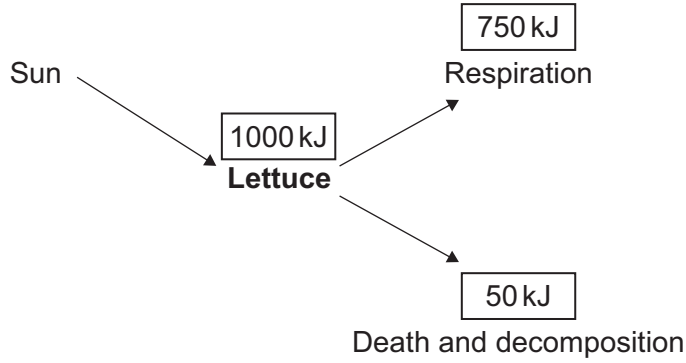 750 kJ
Respiration
Sun
1000 kJ
Lettuce
50 kJ
Death and decomposition